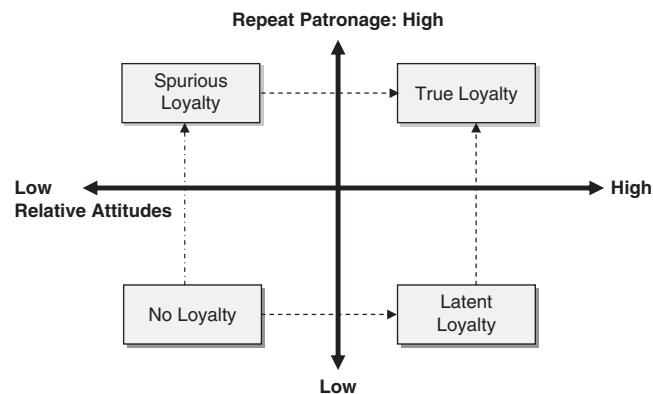 Repeat Patronage: High
Spurious
Loyalty
True Loyalty
Low
Relative Attitudes
High
No Loyalty
Latent
Loyalty
Low